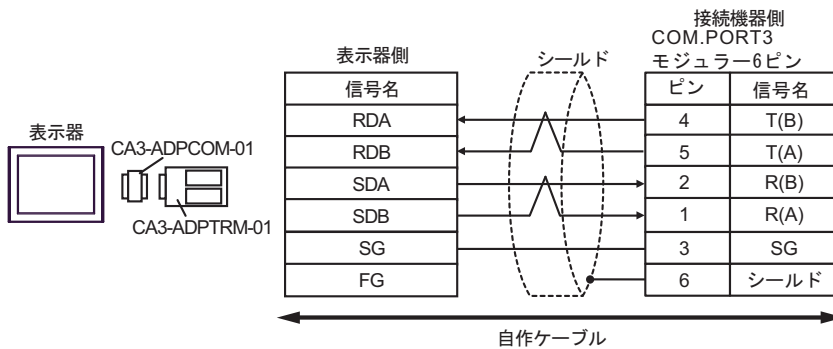 接続機器側
COM.PORT3
モジュラー6ピン
表示器側
シールド
信号名
ピン
信号名
RDA
4
T(B)
RDB
5
T(A)
SDA
2
R(B)
SDB
1
R(A)
SG
3
SG
FG
6
シールド
表示器
CA3-ADPCOM-01
CA3-ADPTRM-01
自作ケーブル